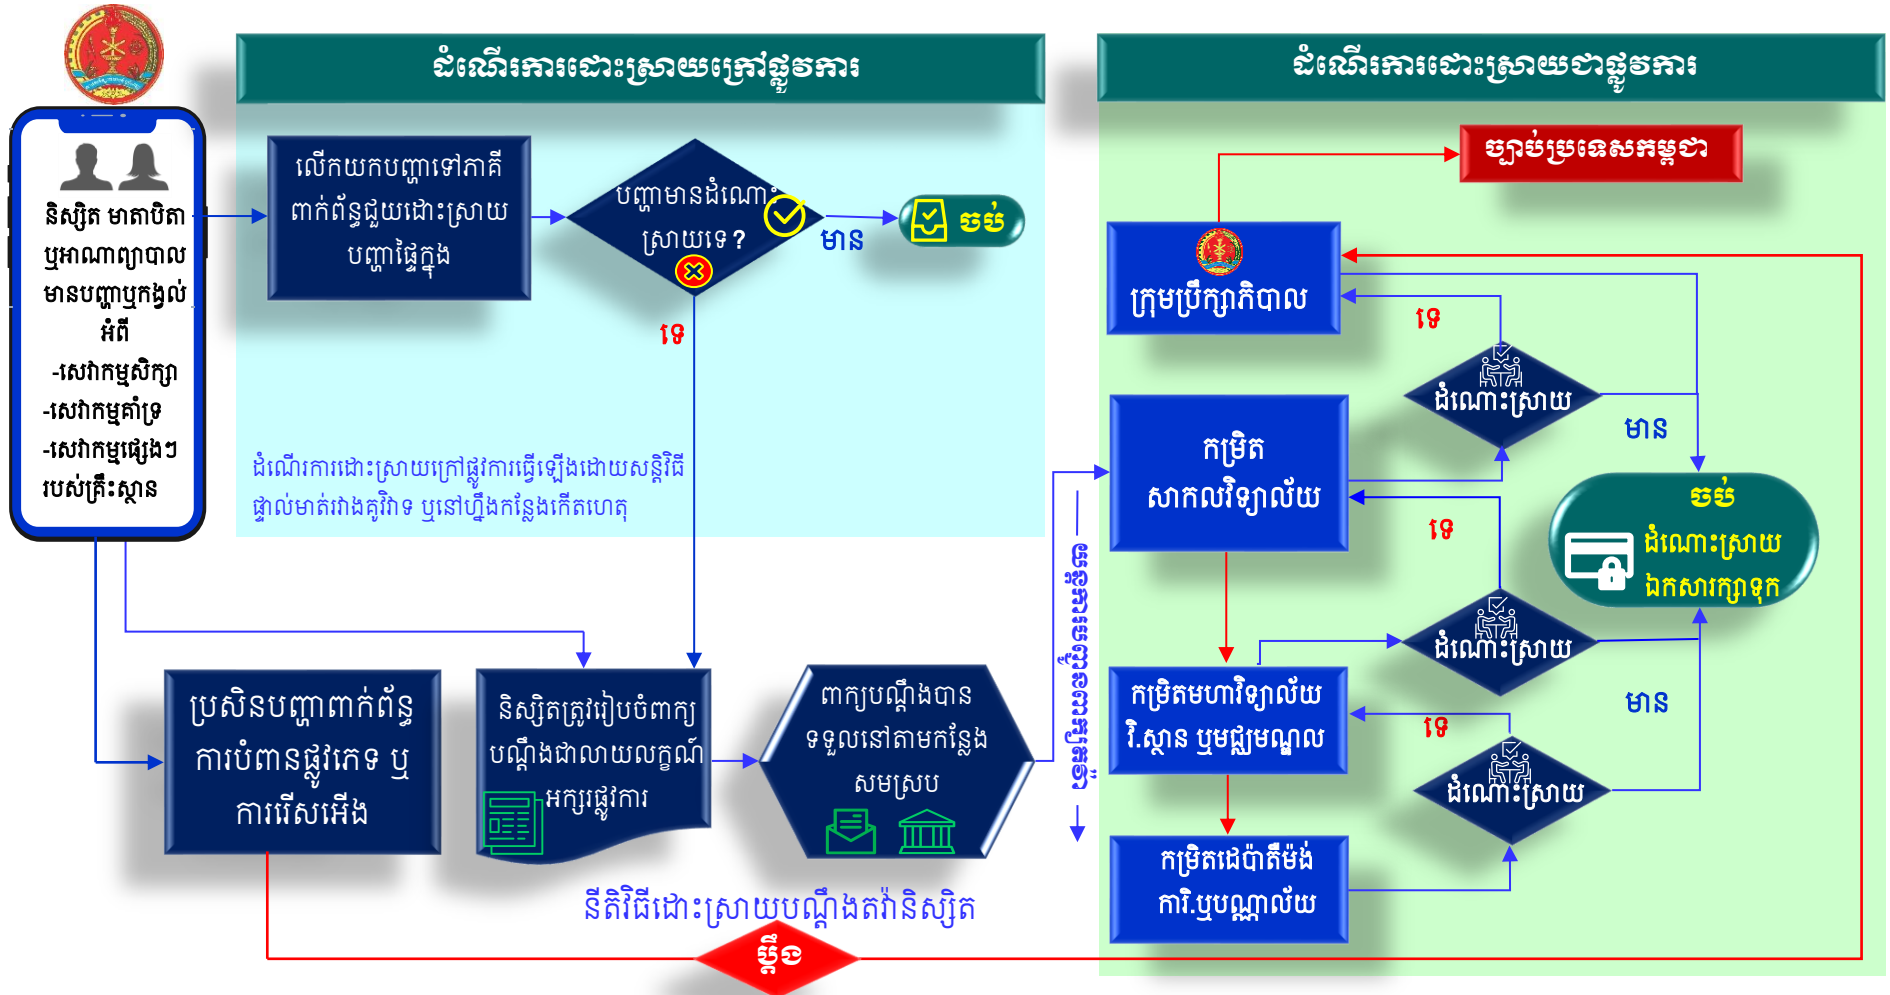 ដំណើរការដោះស្រាយក្រៅផ្លូវការ
ដំណើរការដោះស្រាយជាផ្លូវការ
និស្សិត មាតាបិតា
ឬអាណាព្យាបាល
មានបញ្ហាឬកង្វល់
អំពី
-សេវាកម្មសិក្សា
-សេវាកម្មគាំទ្រ
-សេវាកម្មផ្សេងៗ
របស់គ្រឹះស្ថាន
លើកយកបញ្ហាទៅភាគី
ពាក់ព័ន្ធជួយដោះស្រាយ
បញ្ហាផ្ទៃក្នុង
បញ្ហាមានដំណោះ
ស្រាយទេ?
មាន
ចប់
ទេ
ដំណើរការដោះស្រាយក្រៅផ្លូវការធ្វើឡើងដោយសន្តិវិធី
ផ្ទាល់មាត់រវាងគូវិវាទ ឬនៅហ្នឹងកន្លែងកើតហេតុ
ប្រសិនបញ្ហាពាក់ព័ន្ធ
ការបំពានផ្លូវភេទ ឬ
ការរើសអើង
និស្សិតត្រូវរៀបចំពាក្យ
បណ្តឹងជាលាយលក្ខណ៍
អក្សរផ្លូវការ
ពាក្យបណ្តឹងបាន
ទទួលនៅតាមកន្លែង
សមស្រប
នីតិវិធីដោះស្រាយបណ្តឹងតវ៉ានិស្សិត
ប្តឹង
ច្បាប់ប្រទេសកម្ពុជា
ក្រុមប្រឹក្សាភិបាល
ទេ
ដំណោះស្រាយ
មាន
កម្រិត
សាកលវិទ្យាល័យ
ទេ
ចប់
ដំណោះស្រាយ
ឯកសារក្សាទុក
ដំណោះស្រាយ
មាន
កម្រិតមហាវិទ្យាល័យ
វិ.ស្ថាន ឬមជ្ឈមណ្ឌល
ទេ
ដំណោះស្រាយ
កម្រិតដេប៉ាតឺម៉ង់
ការិ.ឬបណ្ណាល័យ